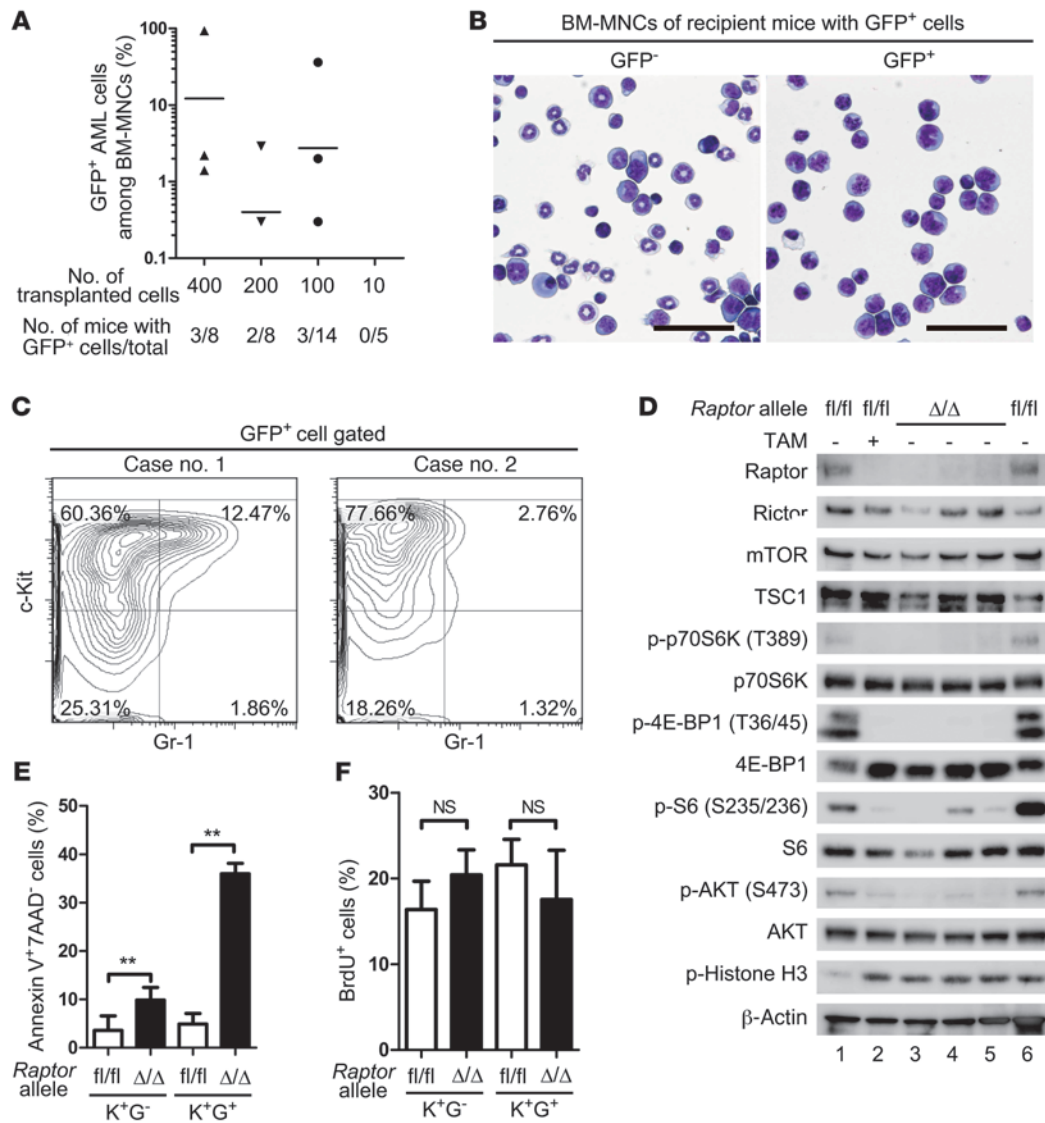 A
GFP⁺ AML cells
among BM-MNCs (%)
100
10
1
0.1
No. of
transplanted cells
400 200 100 10
No. of mice with
GFP⁺ cells/total
3/8 2/8 3/14 0/5
B
BM-MNCs of recipient mice with GFP⁺ cells
GFP⁻ GFP⁺
C
GFP⁺ cell gated
Case no. 1 Case no. 2
60.36% 12.47% 77.66% 2.76%
c-Kit
25.31% 1.86% 18.26% 1.32%
Gr-1 Gr-1
D
Raptor allele fl/fl fl/fl Δ/Δ fl/fl
TAM - + - - - -
Raptor
Rictor
mTOR
TSC1
p-p70S6K (T389)
p70S6K
p-4E-BP1 (T36/45)
4E-BP1
p-S6 (S235/236)
S6
p-AKT (S473)
AKT
p-Histone H3
β-Actin
1 2 3 4 5 6
E
Annexin V⁺7AAD⁻ cells (%)
50
40
30
20
10
0
** **
Raptor
allele
fl/fl Δ/Δ fl/fl Δ/Δ
K⁺G⁻ K⁺G⁺
F
BrdU⁺ cells (%)
30
20
10
0
NS NS
Raptor
allele
fl/fl Δ/Δ fl/fl Δ/Δ
K⁺G⁻ K⁺G⁺